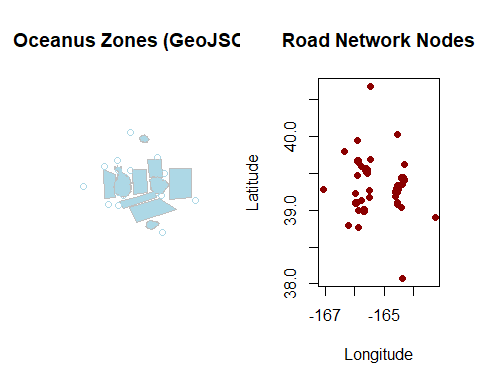 Oceanus Zones (GeoJSC
Road Network Nodes
Latitude
40.0
39.0
38.0
-167
-165
Longitude